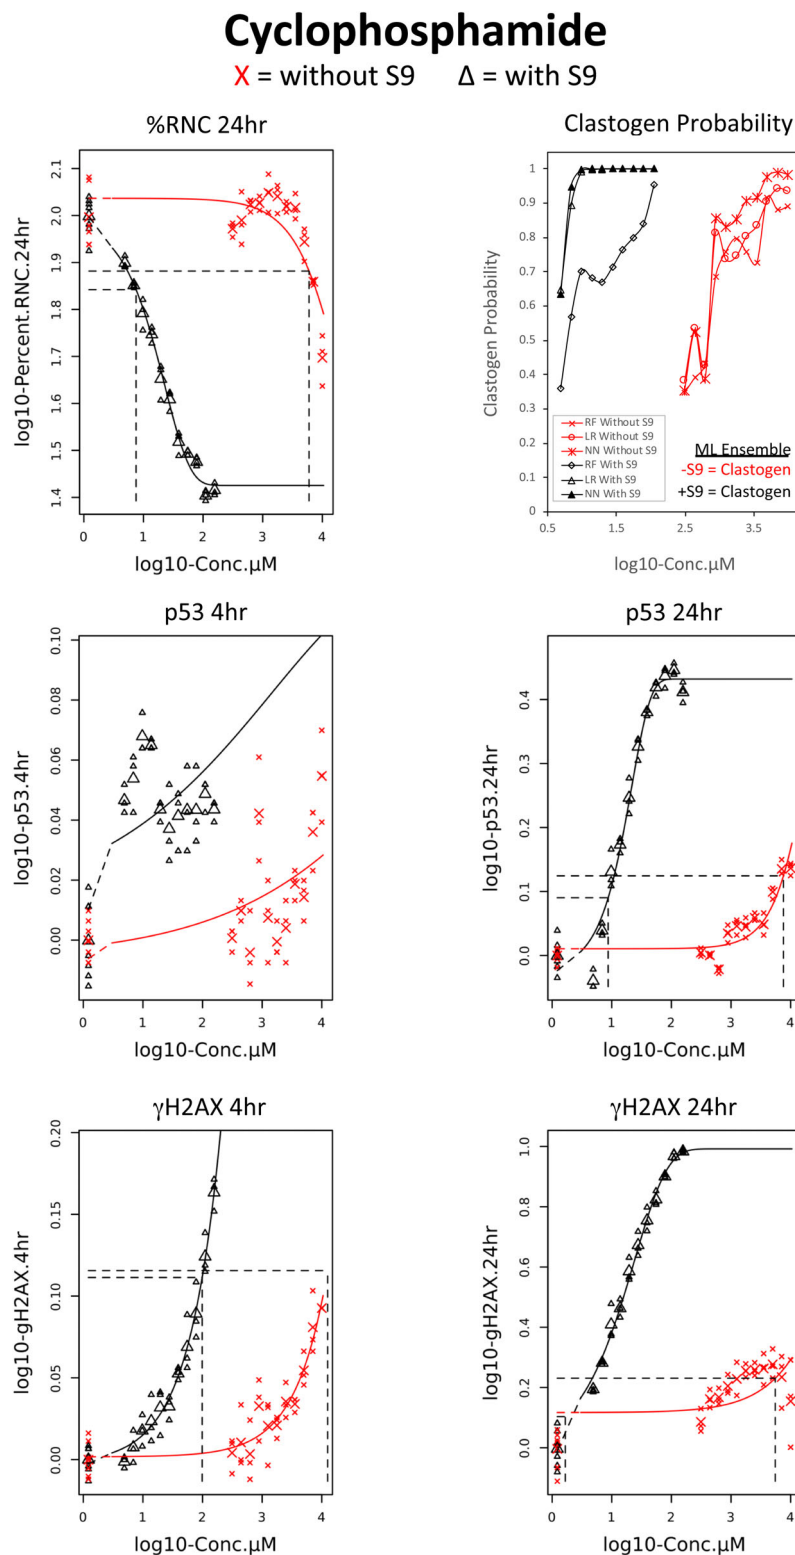 Cyclophosphamide
X = without S9 Δ = with S9
%RNC 24hr
log10-Percent.RNC.24hr
2.1
2.0
1.9
1.8
1.7
1.6
1.5
1.4
0 1 2 3 4
log10-Conc.µM
Clastogen Probability
Clastogen Probability
1
0.9
0.8
0.7
0.6
0.5
0.4
0.3
0.2
0.1
0
RF Without S9
LR Without S9
NN Without S9
RF With S9
LR With S9
NN With S9
ML Ensemble
-S9 = Clastogen
+S9 = Clastogen
0.5 1.5 2.5 3.5
log10-Conc.µM
p53 4hr
log10-p53.4hr
0.10
0.08
0.06
0.04
0.02
0.00
0 1 2 3 4
log10-Conc.µM
p53 24hr
log10-p53.24hr
0.4
0.3
0.2
0.1
0.0
0 1 2 3 4
log10-Conc.µM
γH2AX 4hr
log10-gH2AX.4hr
0.20
0.15
0.10
0.05
0.00
0 1 2 3 4
log10-Conc.µM
γH2AX 24hr
log10-gH2AX.24hr
1.0
0.8
0.6
0.4
0.2
0.0
0 1 2 3 4
log10-Conc.µM